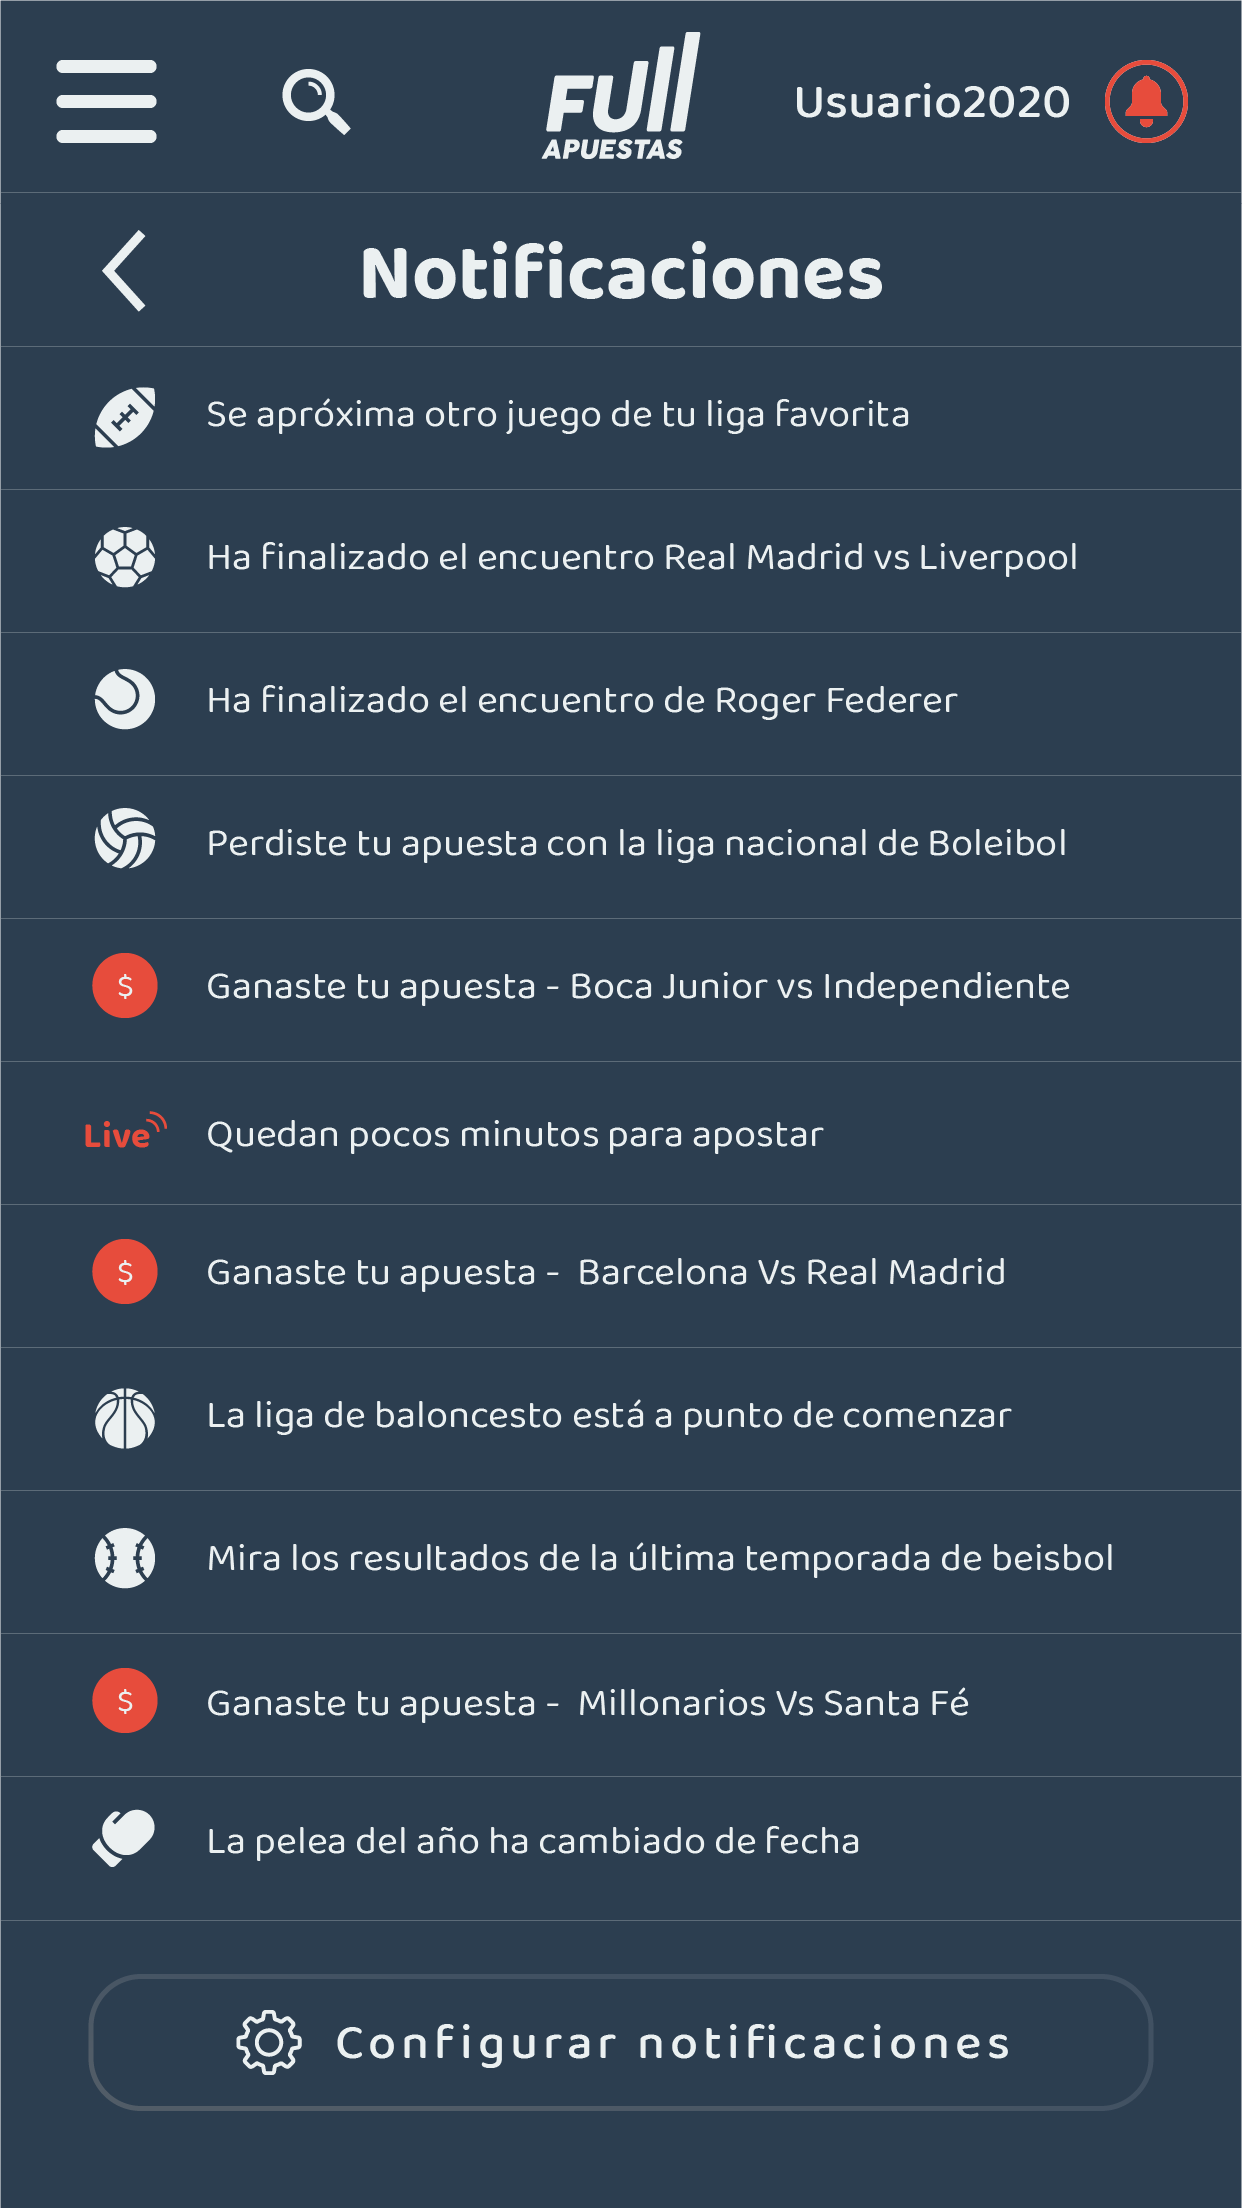 FUll
APUESTAS
Usuario2020
Notificaciones
Se apróxima otro juego de tu liga favorita
Ha finalizado el encuentro Real Madrid vs Liverpool
Ha finalizado el encuentro de Roger Federer
Perdiste tu apuesta con la liga nacional de Boleibol
$ Ganaste tu apuesta - Boca Junior vs Independiente
Live Quedan pocos minutos para apostar
$ Ganaste tu apuesta - Barcelona Vs Real Madrid
La liga de baloncesto está a punto de comenzar
Mira los resultados de la última temporada de beisbol
$ Ganaste tu apuesta - Millonarios Vs Santa Fé
La pelea del año ha cambiado de fecha
Configurar notificaciones